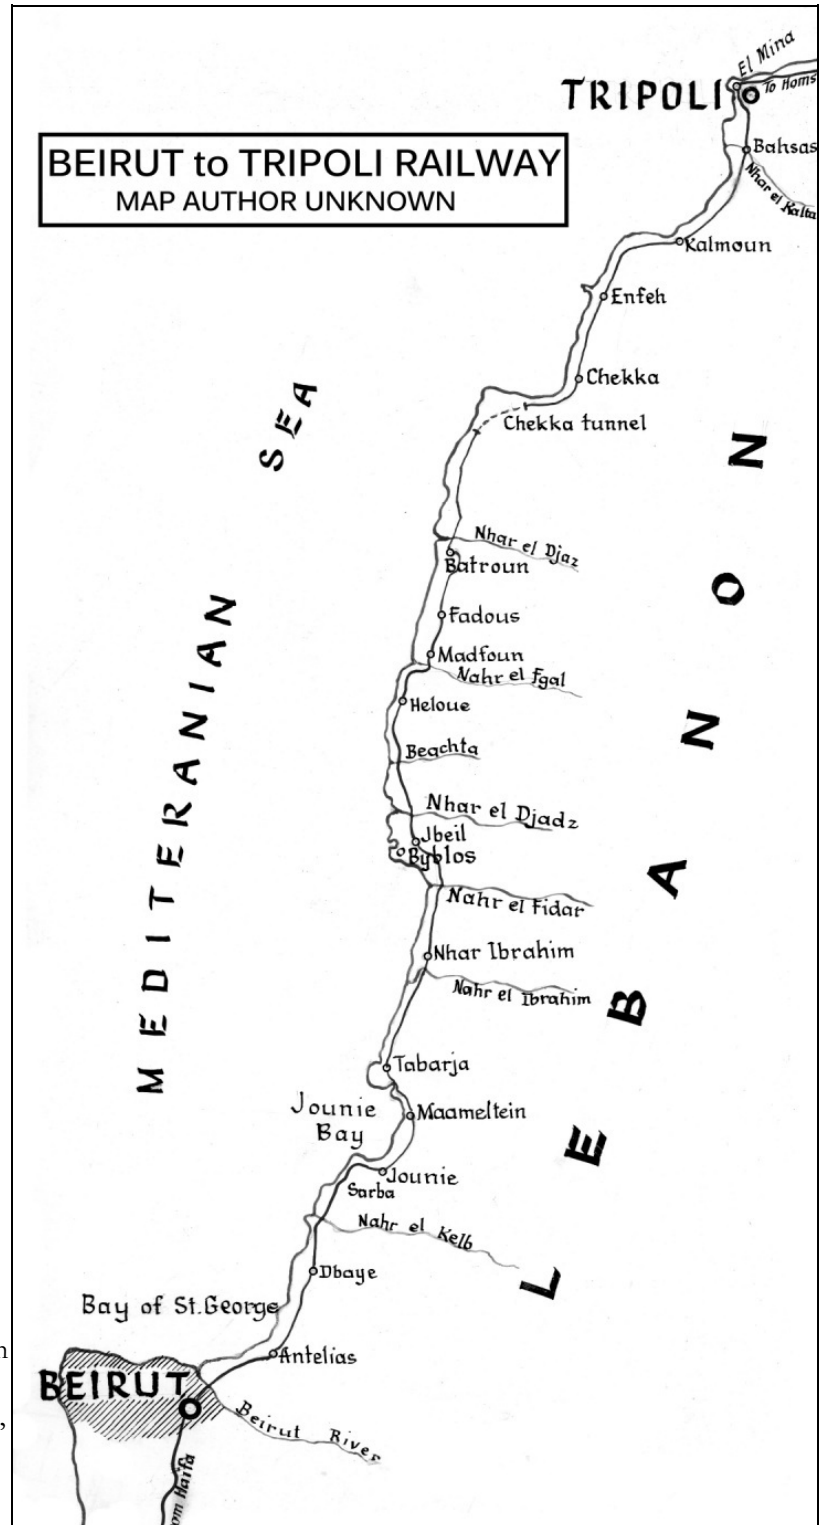 El Mina
TRIPOLI
To Homs
BEIRUT to TRIPOLI RAILWAY
MAP AUTHOR UNKNOWN
Bahsas
Nhar el Kalta
Kalmoun
Enfeh
Chekka
Chekka tunnel
SEA
Nhar el Djaz
Batroun
Fadous
Madfoun
Nahr el Fgal
Heloue
Beachta
Nhar el Djadz
Jbeil
Byblos
Nahr el Fidar
MEDITERANIAN
LEBANON
Nhar Ibrahim
Nahr el Ibrahim
Tabarja
Jounie
Bay
Maameltein
Jounie
Sarba
Nahr el Kelb
Dbaye
Bay of St.George
Antelias
BEIRUT
Beirut River
om Haifa